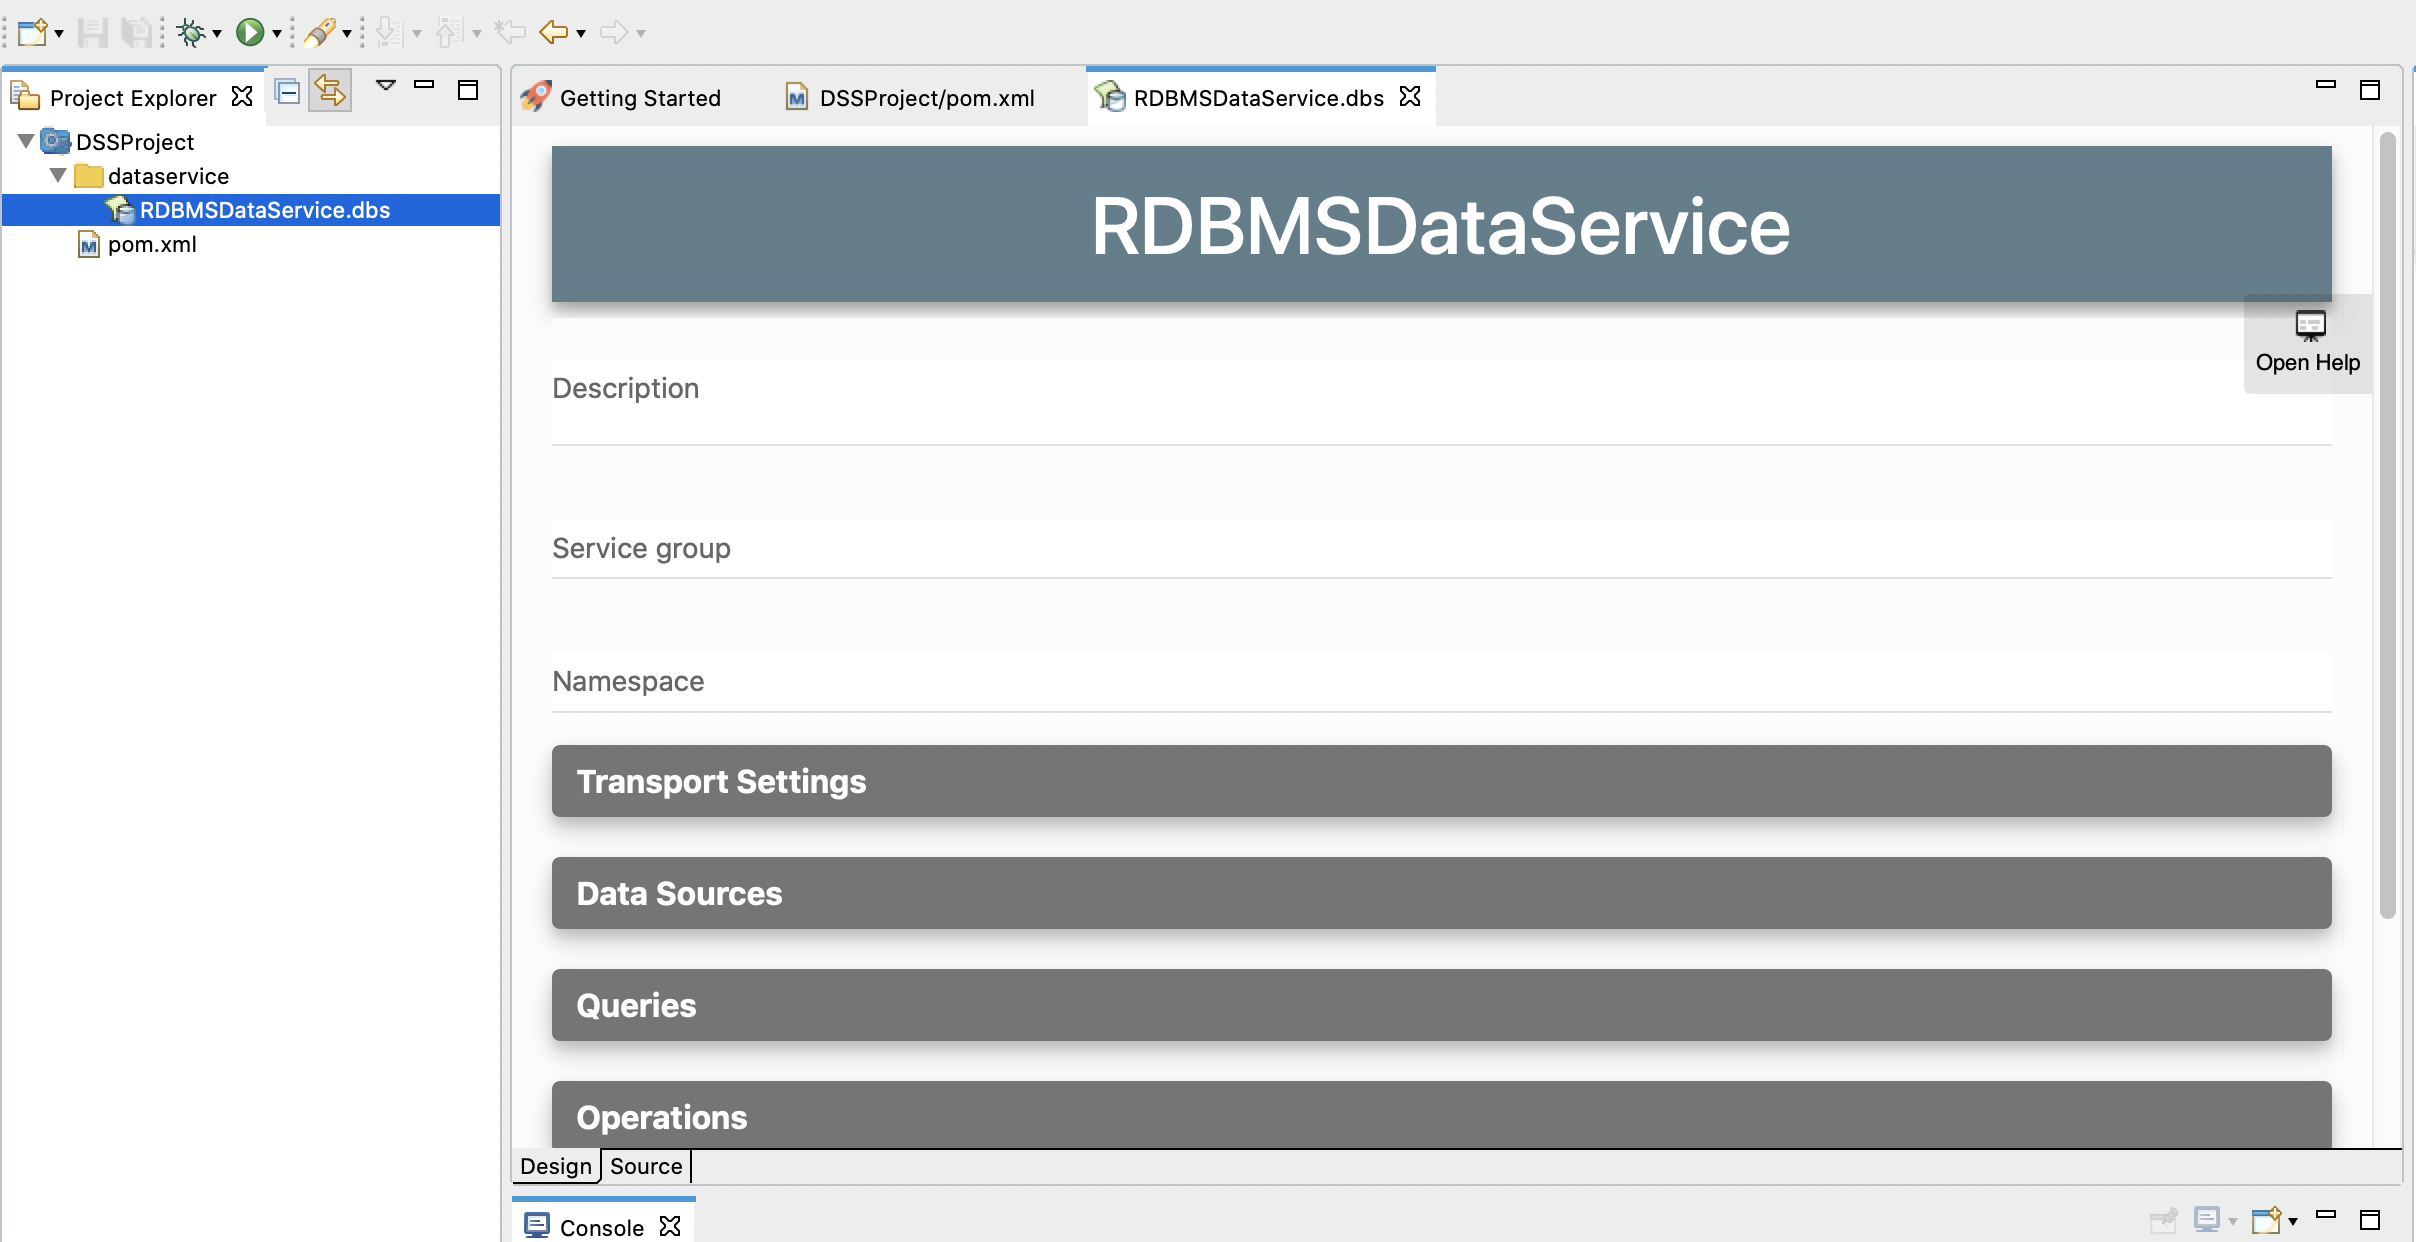 Project Explorer
DSSProject
dataservice
RDBMSDataService.dbs
pom.xml
Getting Started
DSSProject/pom.xml
RDBMSDataService.dbs
RDBMSDataService
Open Help
Description
Service group
Namespace
Transport Settings
Data Sources
Queries
Operations
Design
Source
Console